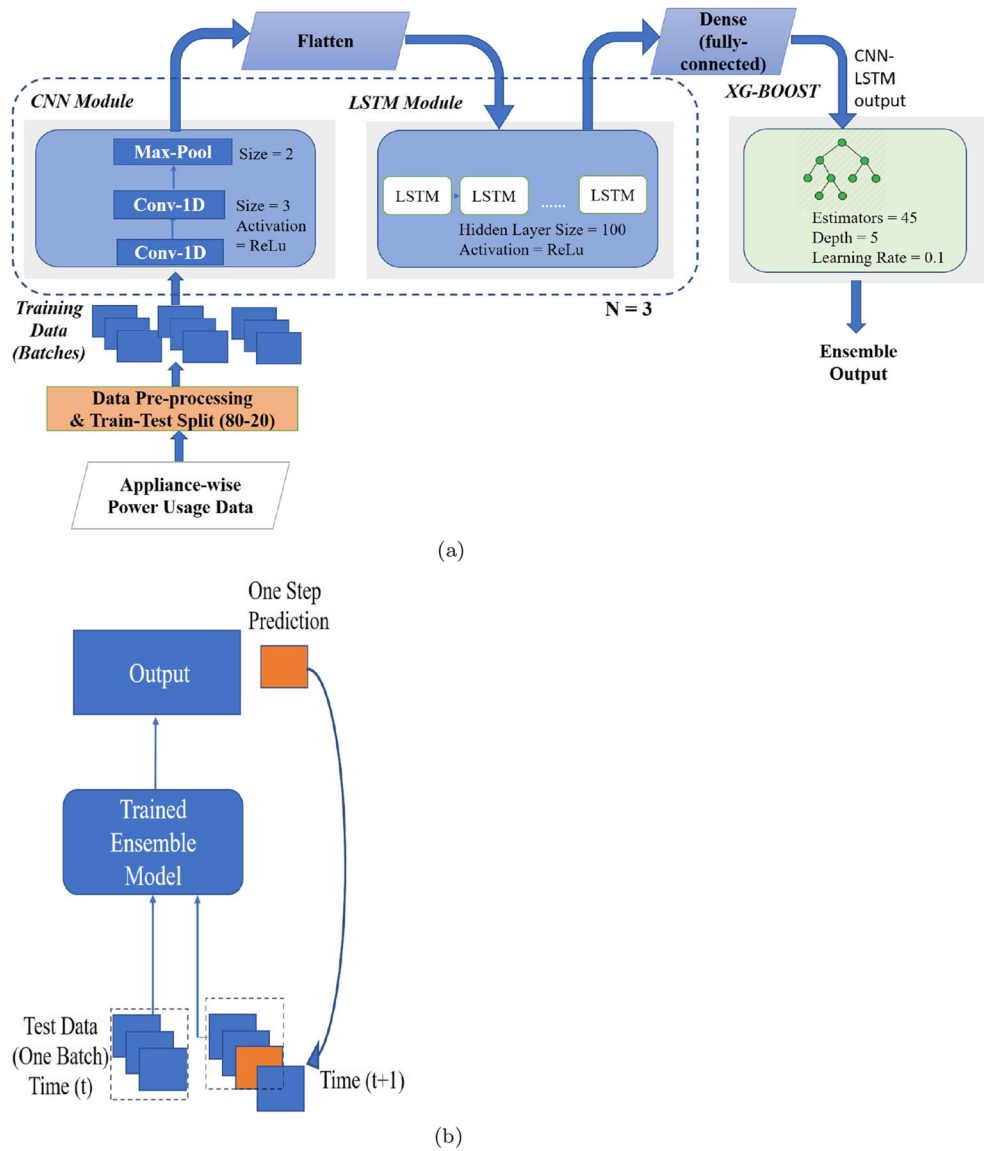 Flatten
Dense
(fully-
connected)
CNN-
LSTM
output
CNN Module
LSTM Module
XG-BOOST
Max-Pool
Size = 2
Conv-1D
Size = 3
Activation
= ReLu
Conv-1D
LSTM
LSTM
......
LSTM
Hidden Layer Size = 100
Activation = ReLu
Estimators = 45
Depth = 5
Learning Rate = 0.1
N = 3
Training
Data
(Batches)
Ensemble
Output
Data Pre-processing
& Train-Test Split (80-20)
Appliance-wise
Power Usage Data
(a)
One Step
Prediction
Output
Trained
Ensemble
Model
Test Data
(One Batch)
Time (t)
Time (t+1)
(b)